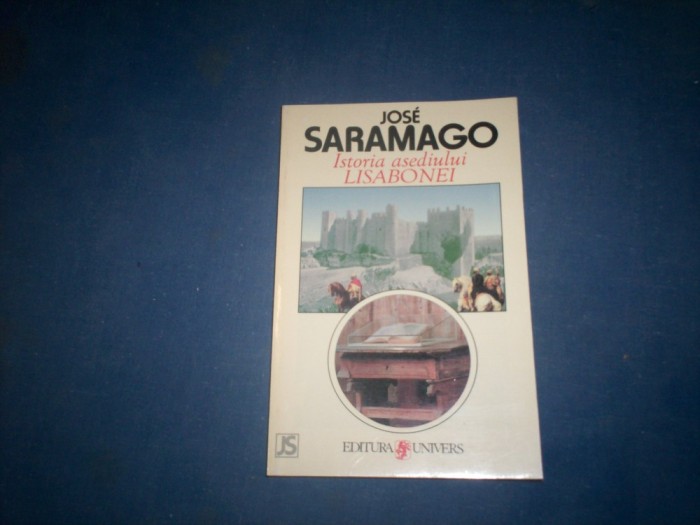 JOSÉ
SARAMAGO
Istoria asediului
LISABONEI
JS
EDITURA UNIVERS